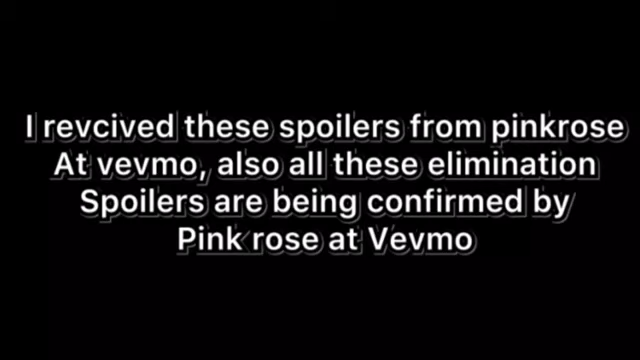 I revcived these spoilers from pinkrose
At vevmo, also all these elimination
Spoilers are being confirmed by
Pink rose at Vevmo